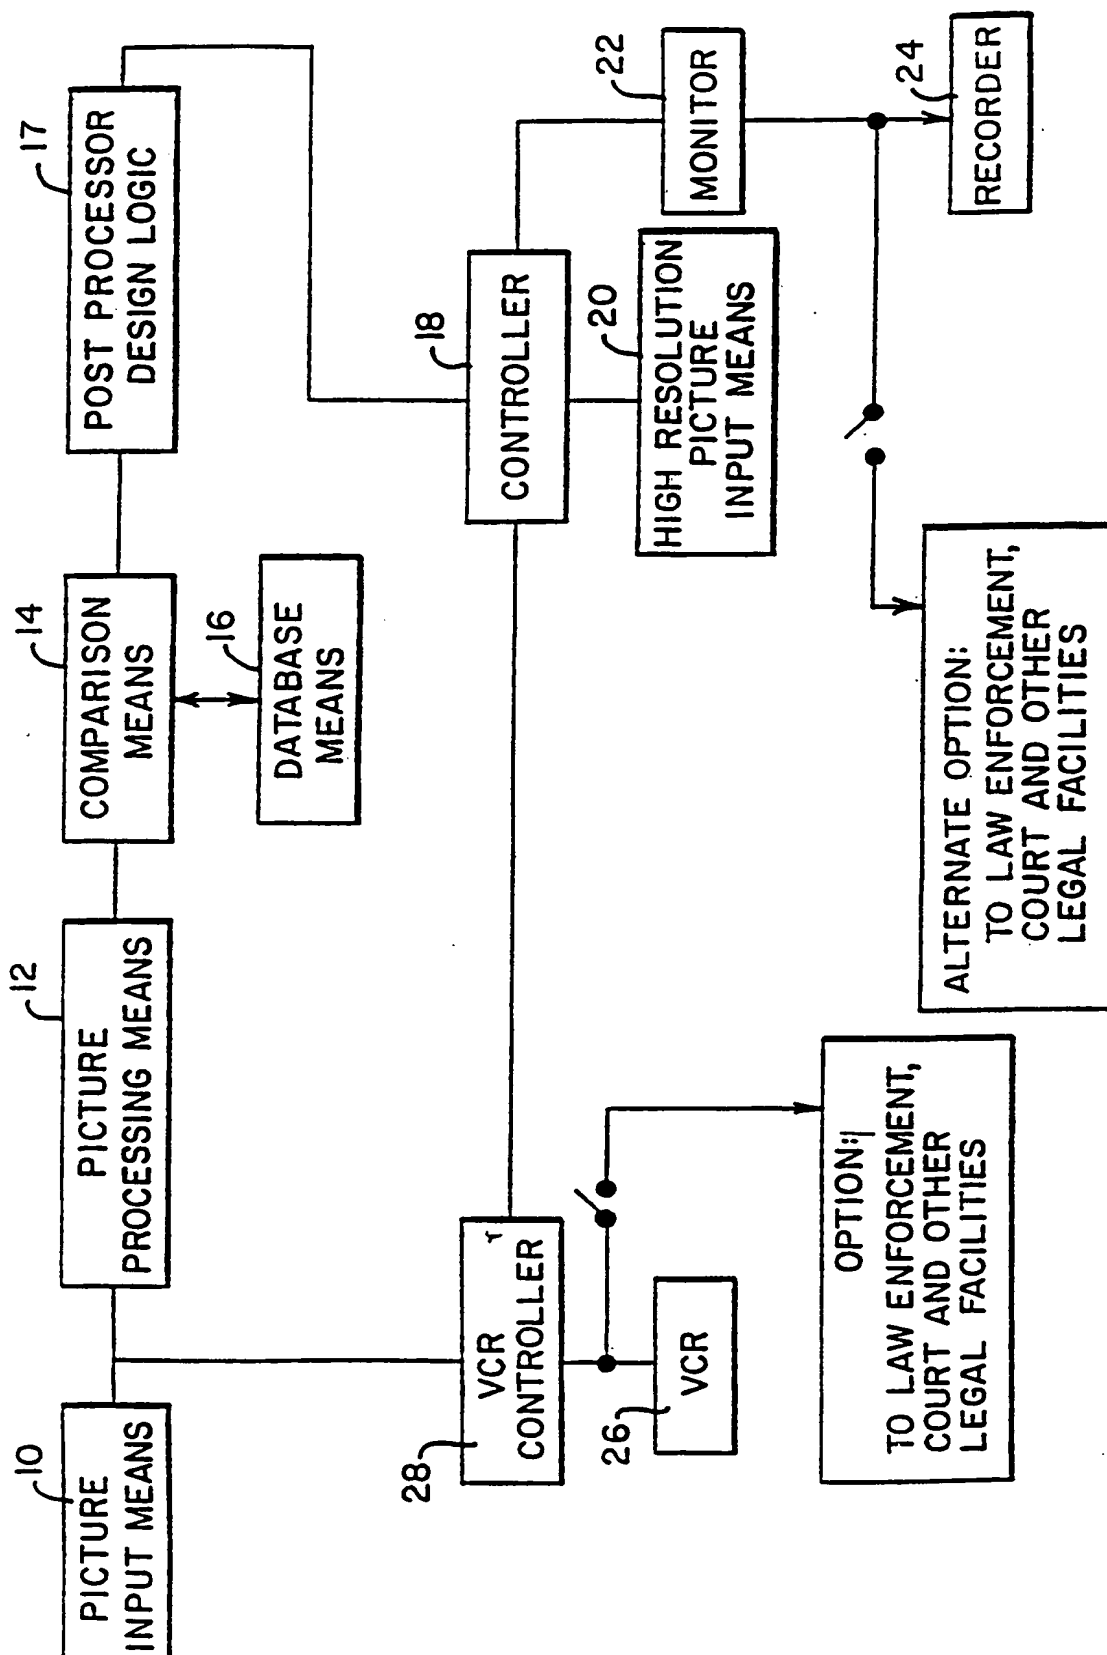 10
PICTURE
INPUT MEANS
12
PICTURE
PROCESSING MEANS
14
COMPARISON
MEANS
16
DATABASE
MEANS
17
POST PROCESSOR
DESIGN LOGIC
28
VCR
CONTROLLER
26
VCR
18
CONTROLLER
20
HIGH RESOLUTION
PICTURE
INPUT MEANS
22
MONITOR
24
RECORDER
OPTION:
TO LAW ENFORCEMENT,
COURT AND OTHER
LEGAL FACILITIES
ALTERNATE OPTION:
TO LAW ENFORCEMENT,
COURT AND OTHER
LEGAL FACILITIES